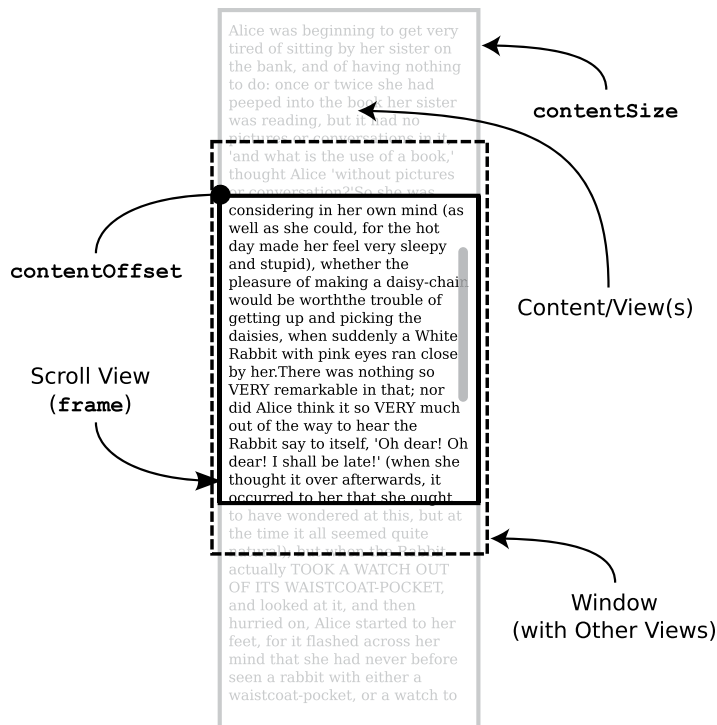 Alice was beginning to get very
tired of sitting by her sister on
the bank, and of having nothing
to do: once or twice she had
peeped into the book her sister
was reading, but it had no
pictures or conversations in it,
'and what is the use of a book,'
thought Alice 'without pictures
or conversation?'So she was
considering in her own mind (as
well as she could, for the hot
day made her feel very sleepy
and stupid), whether the
pleasure of making a daisy-chain
would be worththe trouble of
getting up and picking the
daisies, when suddenly a White
Rabbit with pink eyes ran close
by her.There was nothing so
VERY remarkable in that; nor
did Alice think it so VERY much
out of the way to hear the
Rabbit say to itself, 'Oh dear! Oh
dear! I shall be late!' (when she
thought it over afterwards, it
occurred to her that she ought
to have wondered at this, but at
the time it all seemed quite
natural); but when the Rabbit
actually TOOK A WATCH OUT
OF ITS WAISTCOAT-POCKET,
and looked at it, and then
hurried on, Alice started to her
feet, for it flashed across her
mind that she had never before
seen a rabbit with either a
waistcoat-pocket, or a watch to
contentSize
contentOffset
Content/View(s)
Scroll View
(frame)
Window
(with Other Views)